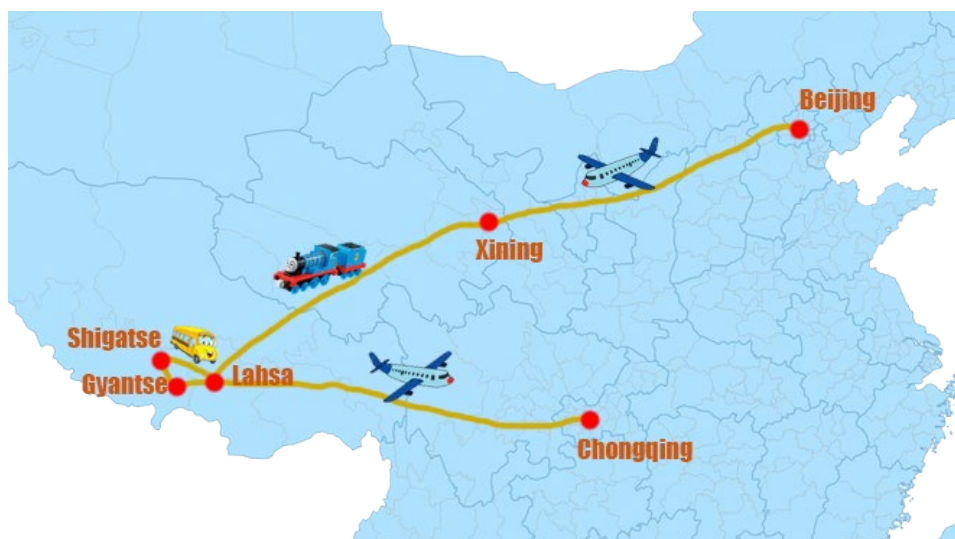 Beijing
Xining
Shigatse
Gyantse
Lahsa
Chongqing